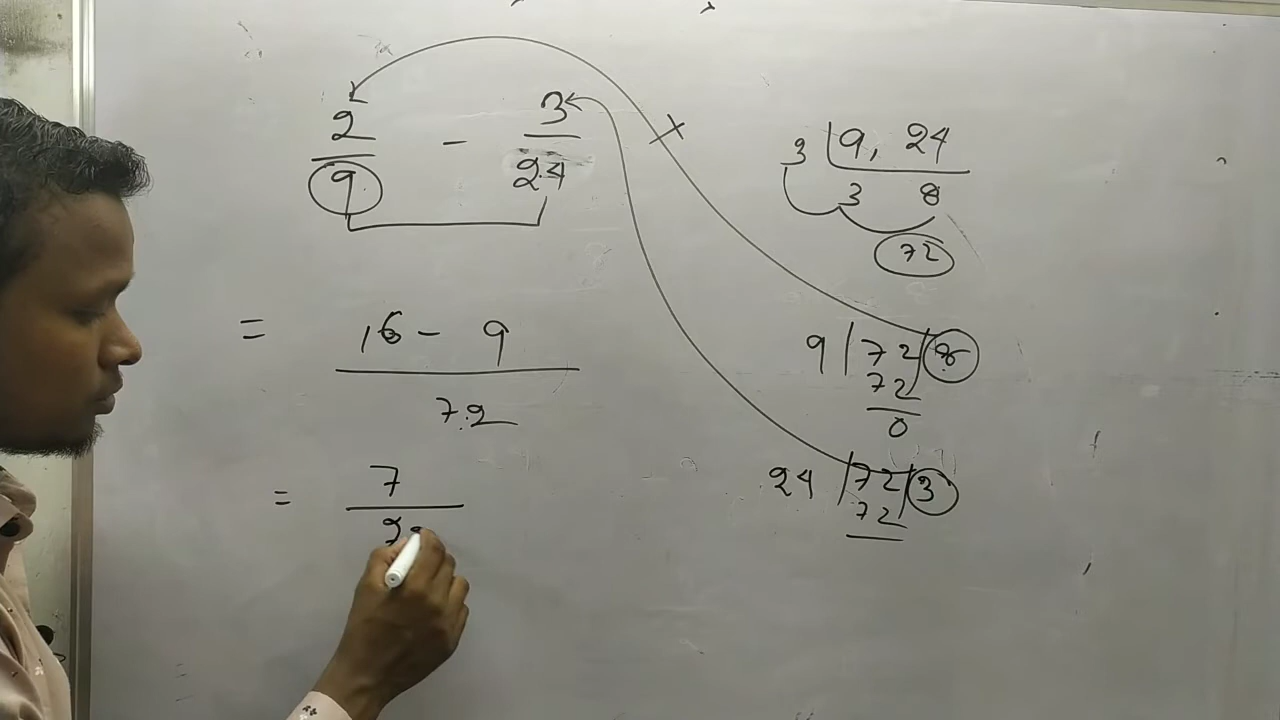 2/9 - 3/24
= 16 - 9 / 72
= 7 / 72
3 | 9, 24
3 8
72
9 | 72 | 8
72
0
24 | 72 | 3
72